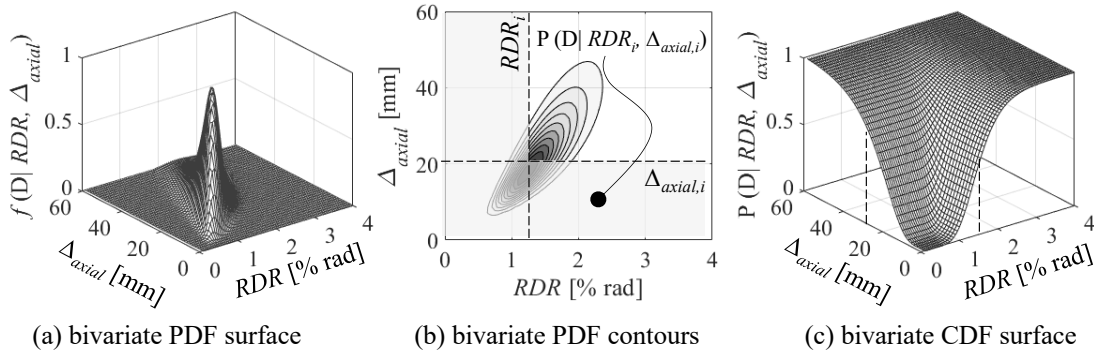 f (D| RDR, Δaxial)
1
0.5
0
60
40
20
0
Δaxial [mm]
0
1
2
3
4
RDR [% rad]
(a) bivariate PDF surface
60
40
20
0
Δaxial [mm]
RDRi
P (D| RDRi, Δaxial,i)
Δaxial,i
0
1
2
3
4
RDR [% rad]
(b) bivariate PDF contours
P (D| RDR, Δaxial)
1
0.5
0
60
40
20
0
Δaxial [mm]
0
1
2
3
4
RDR [% rad]
(c) bivariate CDF surface